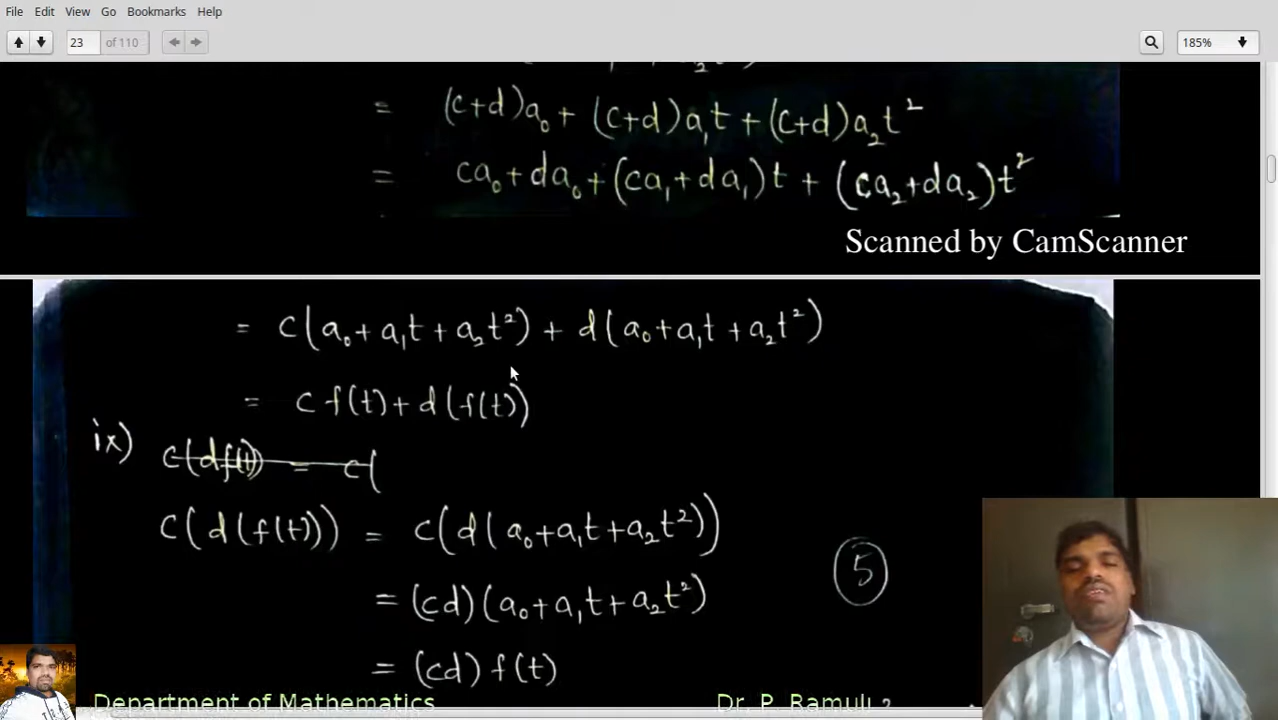 File Edit View Go Bookmarks Help
23 of 110 185%
= (c+d)a₀ + (c+d)a₁t + (c+d)a₂t²
= ca₀ + da₀ + (ca₁+da₁)t + (ca₂+da₂)t²
Scanned by CamScanner
= c(a₀+a₁t+a₂t²) + d(a₀+a₁t+a₂t²)
= c f(t) + d(f(t))
ix) c(df(t)) = c(
c(d(f(t))) = c(d(a₀+a₁t+a₂t²))
= (cd)(a₀+a₁t+a₂t²)
5
= (cd) f(t)
Department of Mathematics Dr. P. Ramulu